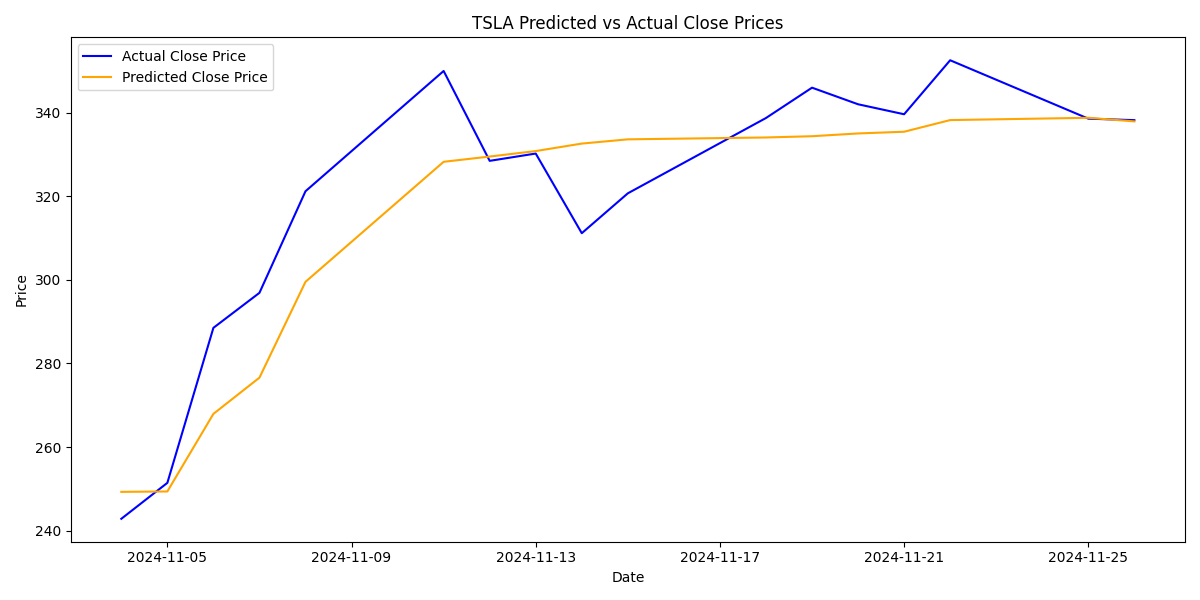 TSLA Predicted vs Actual Close Prices
Actual Close Price
Predicted Close Price
Price
340
320
300
280
260
240
2024-11-05
2024-11-09
2024-11-13
2024-11-17
2024-11-21
2024-11-25
Date